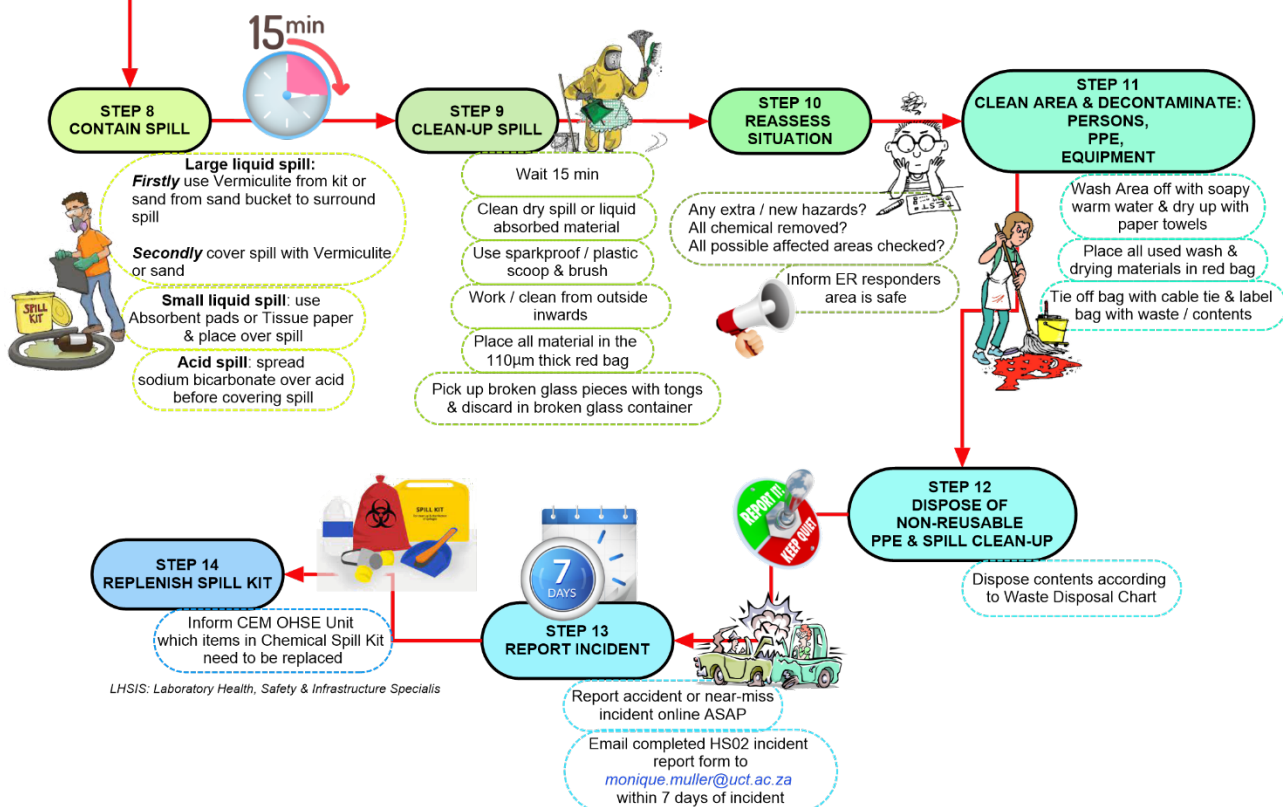 15 min
STEP 8
CONTAIN SPILL
Large liquid spill:
Firstly use Vermiculite from kit or
sand from sand bucket to surround
spill
Secondly cover spill with Vermiculite
or sand
Small liquid spill: use
Absorbent pads or Tissue paper
& place over spill
Acid spill: spread
sodium bicarbonate over acid
before covering spill
SPILL
KIT
STEP 9
CLEAN-UP SPILL
Wait 15 min
Clean dry spill or liquid
absorbed material
Use sparkproof / plastic
scoop & brush
Work / clean from outside
inwards
Place all material in the
110µm thick red bag
Pick up broken glass pieces with tongs
& discard in broken glass container
STEP 10
REASSESS
SITUATION
Any extra / new hazards?
All chemical removed?
All possible affected areas checked?
Inform ER responders
area is safe
STEP 11
CLEAN AREA & DECONTAMINATE:
PERSONS,
PPE,
EQUIPMENT
Wash Area off with soapy
warm water & dry up with
paper towels
Place all used wash &
drying materials in red bag
Tie off bag with cable tie & label
bag with waste / contents
STEP 12
DISPOSE OF
NON-REUSABLE
PPE & SPILL CLEAN-UP
Dispose contents according
to Waste Disposal Chart
REPORT IT!
KEEP QUIET
7
DAYS
STEP 13
REPORT INCIDENT
Report accident or near-miss
incident online ASAP
Email completed HS02 incident
report form to
monique.muller@uct.ac.za
within 7 days of incident
SPILL KIT
STEP 14
REPLENISH SPILL KIT
Inform CEM OHSE Unit
which items in Chemical Spill Kit
need to be replaced
LHSIS: Laboratory Health, Safety & Infrastructure Specialis